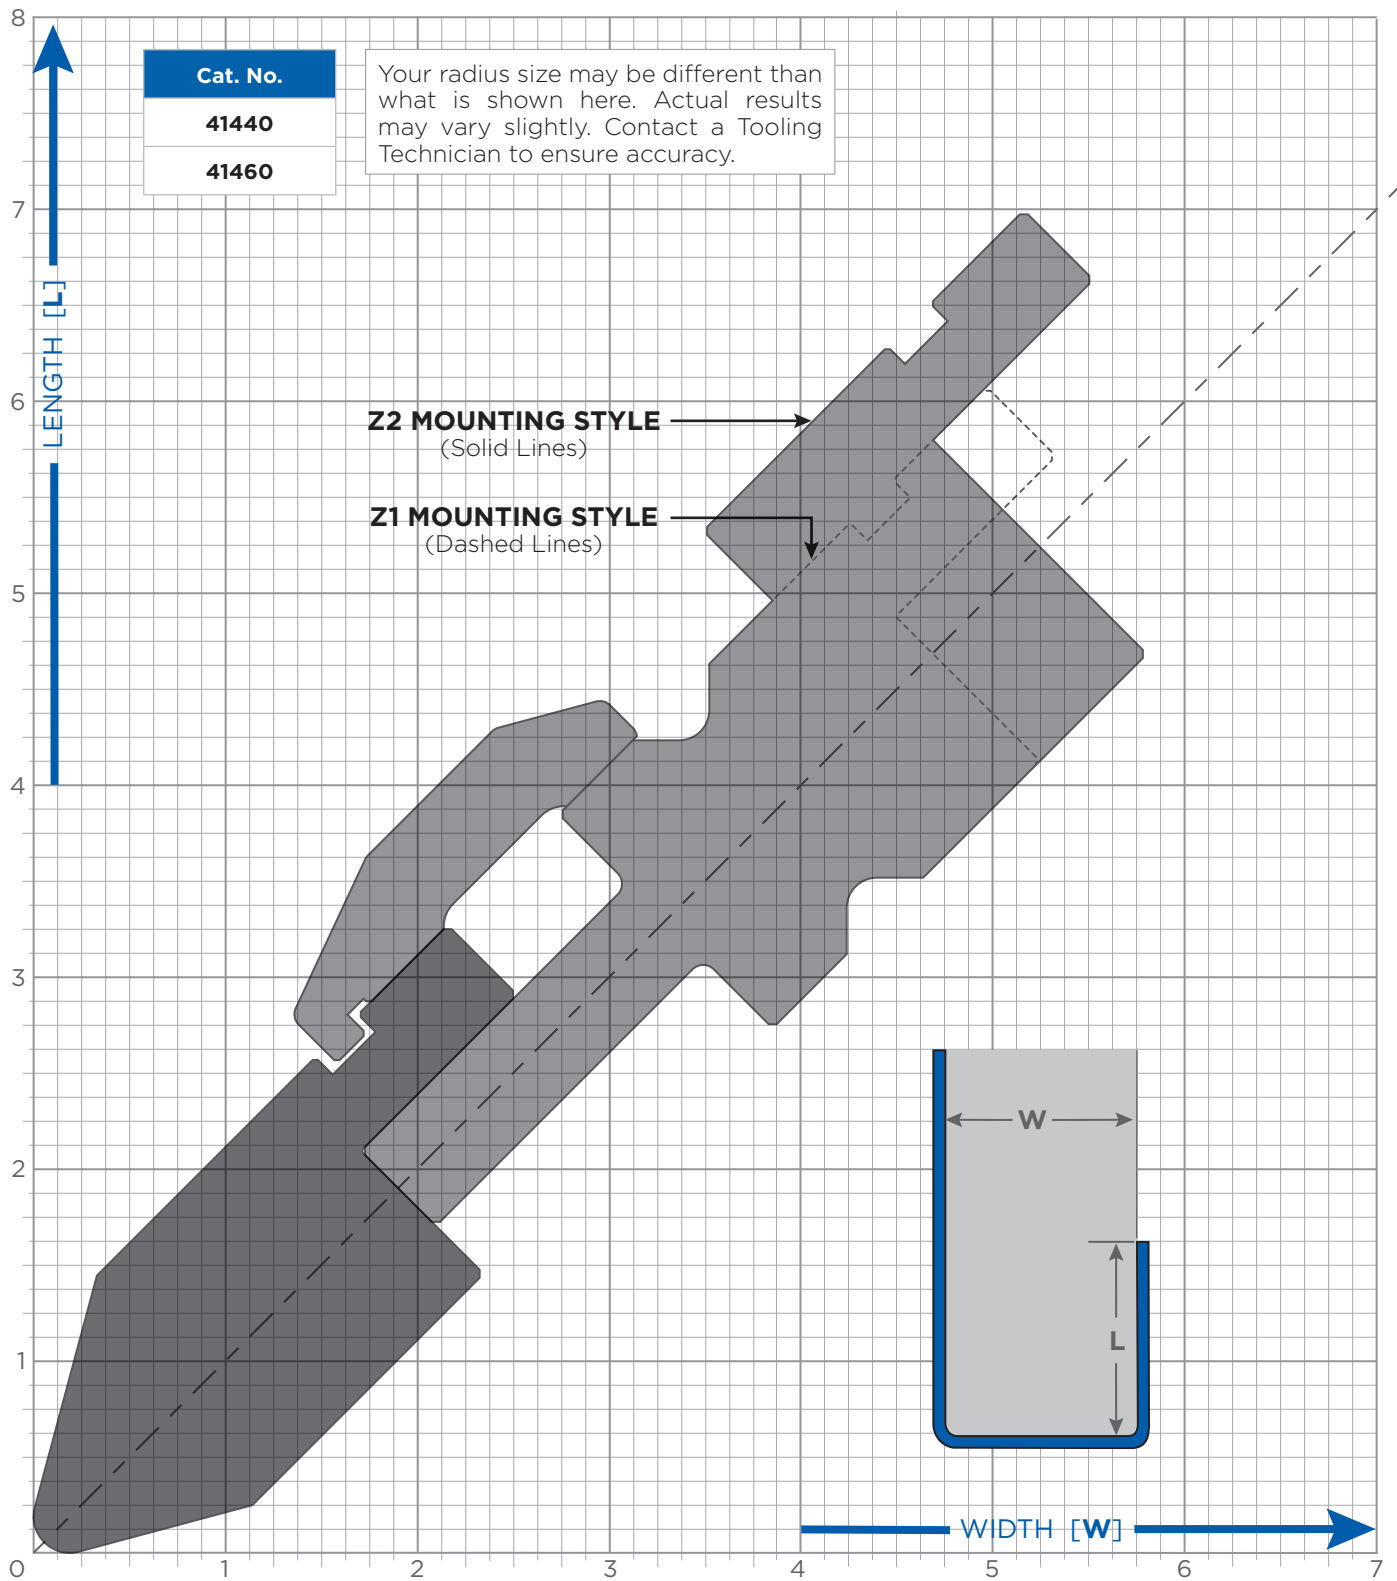 8
Cat. No.
41440
41460
Your radius size may be different than
what is shown here. Actual results
may vary slightly. Contact a Tooling
Technician to ensure accuracy.
7
LENGTH [L]
6
Z2 MOUNTING STYLE
(Solid Lines)
Z1 MOUNTING STYLE
(Dashed Lines)
5
4
3
W
2
L
1
WIDTH [W]
0
1
2
3
4
5
6
7